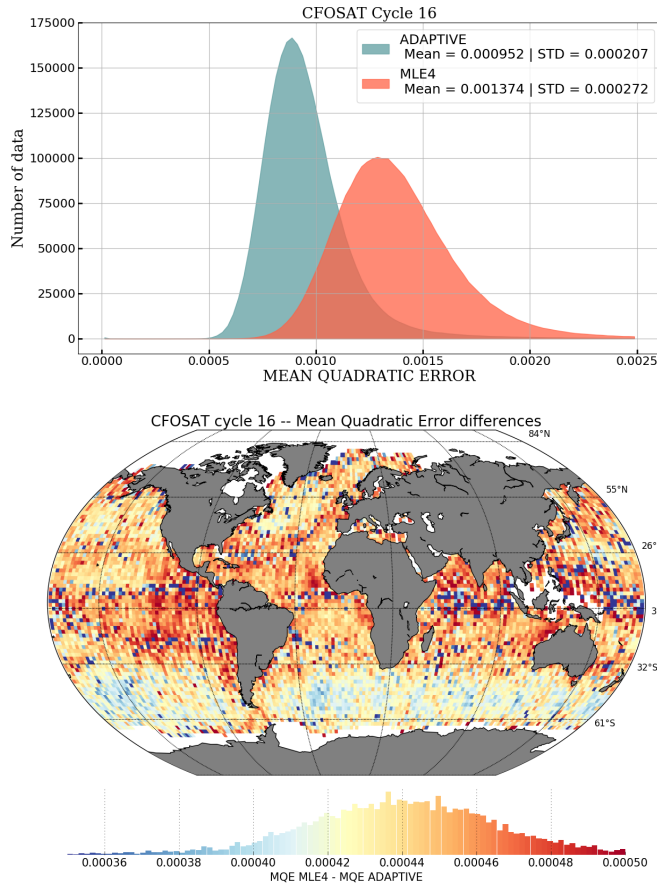 CFOSAT Cycle 16
175000
150000
125000
100000
75000
50000
25000
0
Number of data
ADAPTIVE
Mean = 0.000952 | STD = 0.000207
MLE4
Mean = 0.001374 | STD = 0.000272
0.0000 0.0005 0.0010 0.0015 0.0020 0.0025
MEAN QUADRATIC ERROR
CFOSAT cycle 16 -- Mean Quadratic Error differences
84°N
55°N
26°
3
32°S
61°S
0.00036 0.00038 0.00040 0.00042 0.00044 0.00046 0.00048 0.00050
MQE MLE4 - MQE ADAPTIVE